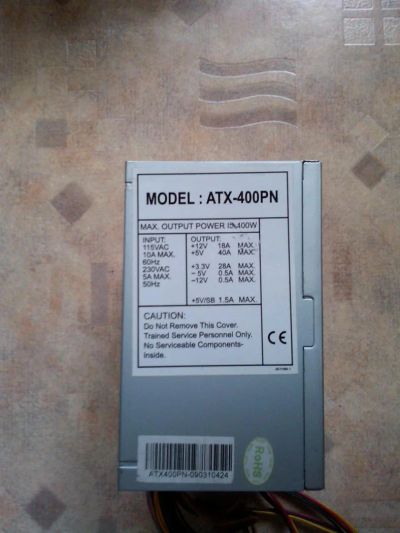 MODEL : ATX-400PN
MAX. OUTPUT POWER IS 400W
INPUT:
115VAC
10A MAX.
60Hz
230VAC
5A MAX.
50Hz
OUTPUT:
+12V 18A MAX.
+5V 40A MAX.
+3.3V 28A MAX.
- 5V 0.5A MAX.
-12V 0.5A MAX.
+5V/SB 1.5A MAX.
CAUTION:
Do Not Remove This Cover.
Trained Service Personnel Only.
No Serviceable Components-
inside.
CE
ATX400PN-090310424
RoHS